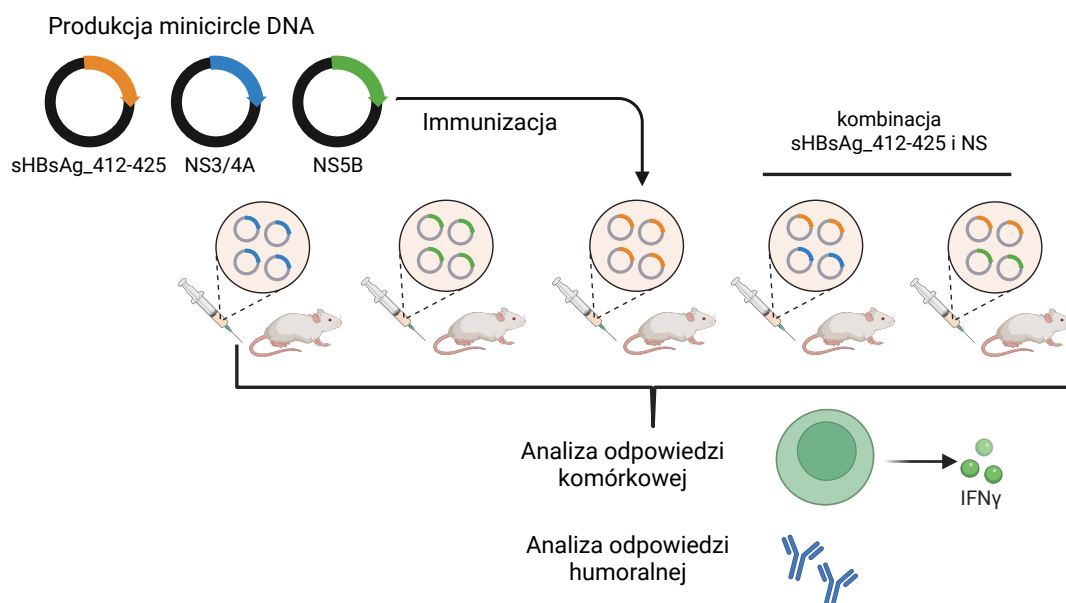 Produkcja minicircle DNA
sHBsAg_412-425
NS3/4A
NS5B
Immunizacja
kombinacja
sHBsAg_412-425 i NS
Analiza odpowiedzi
komórkowej
IFNγ
Analiza odpowiedzi
humoralnej